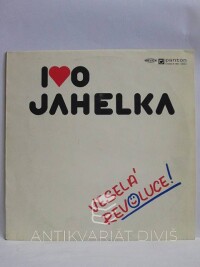 I♥O
JAHELKA
VESELÁ
REVOLUCE!
ANTIKVARIÁT DIVIŠ